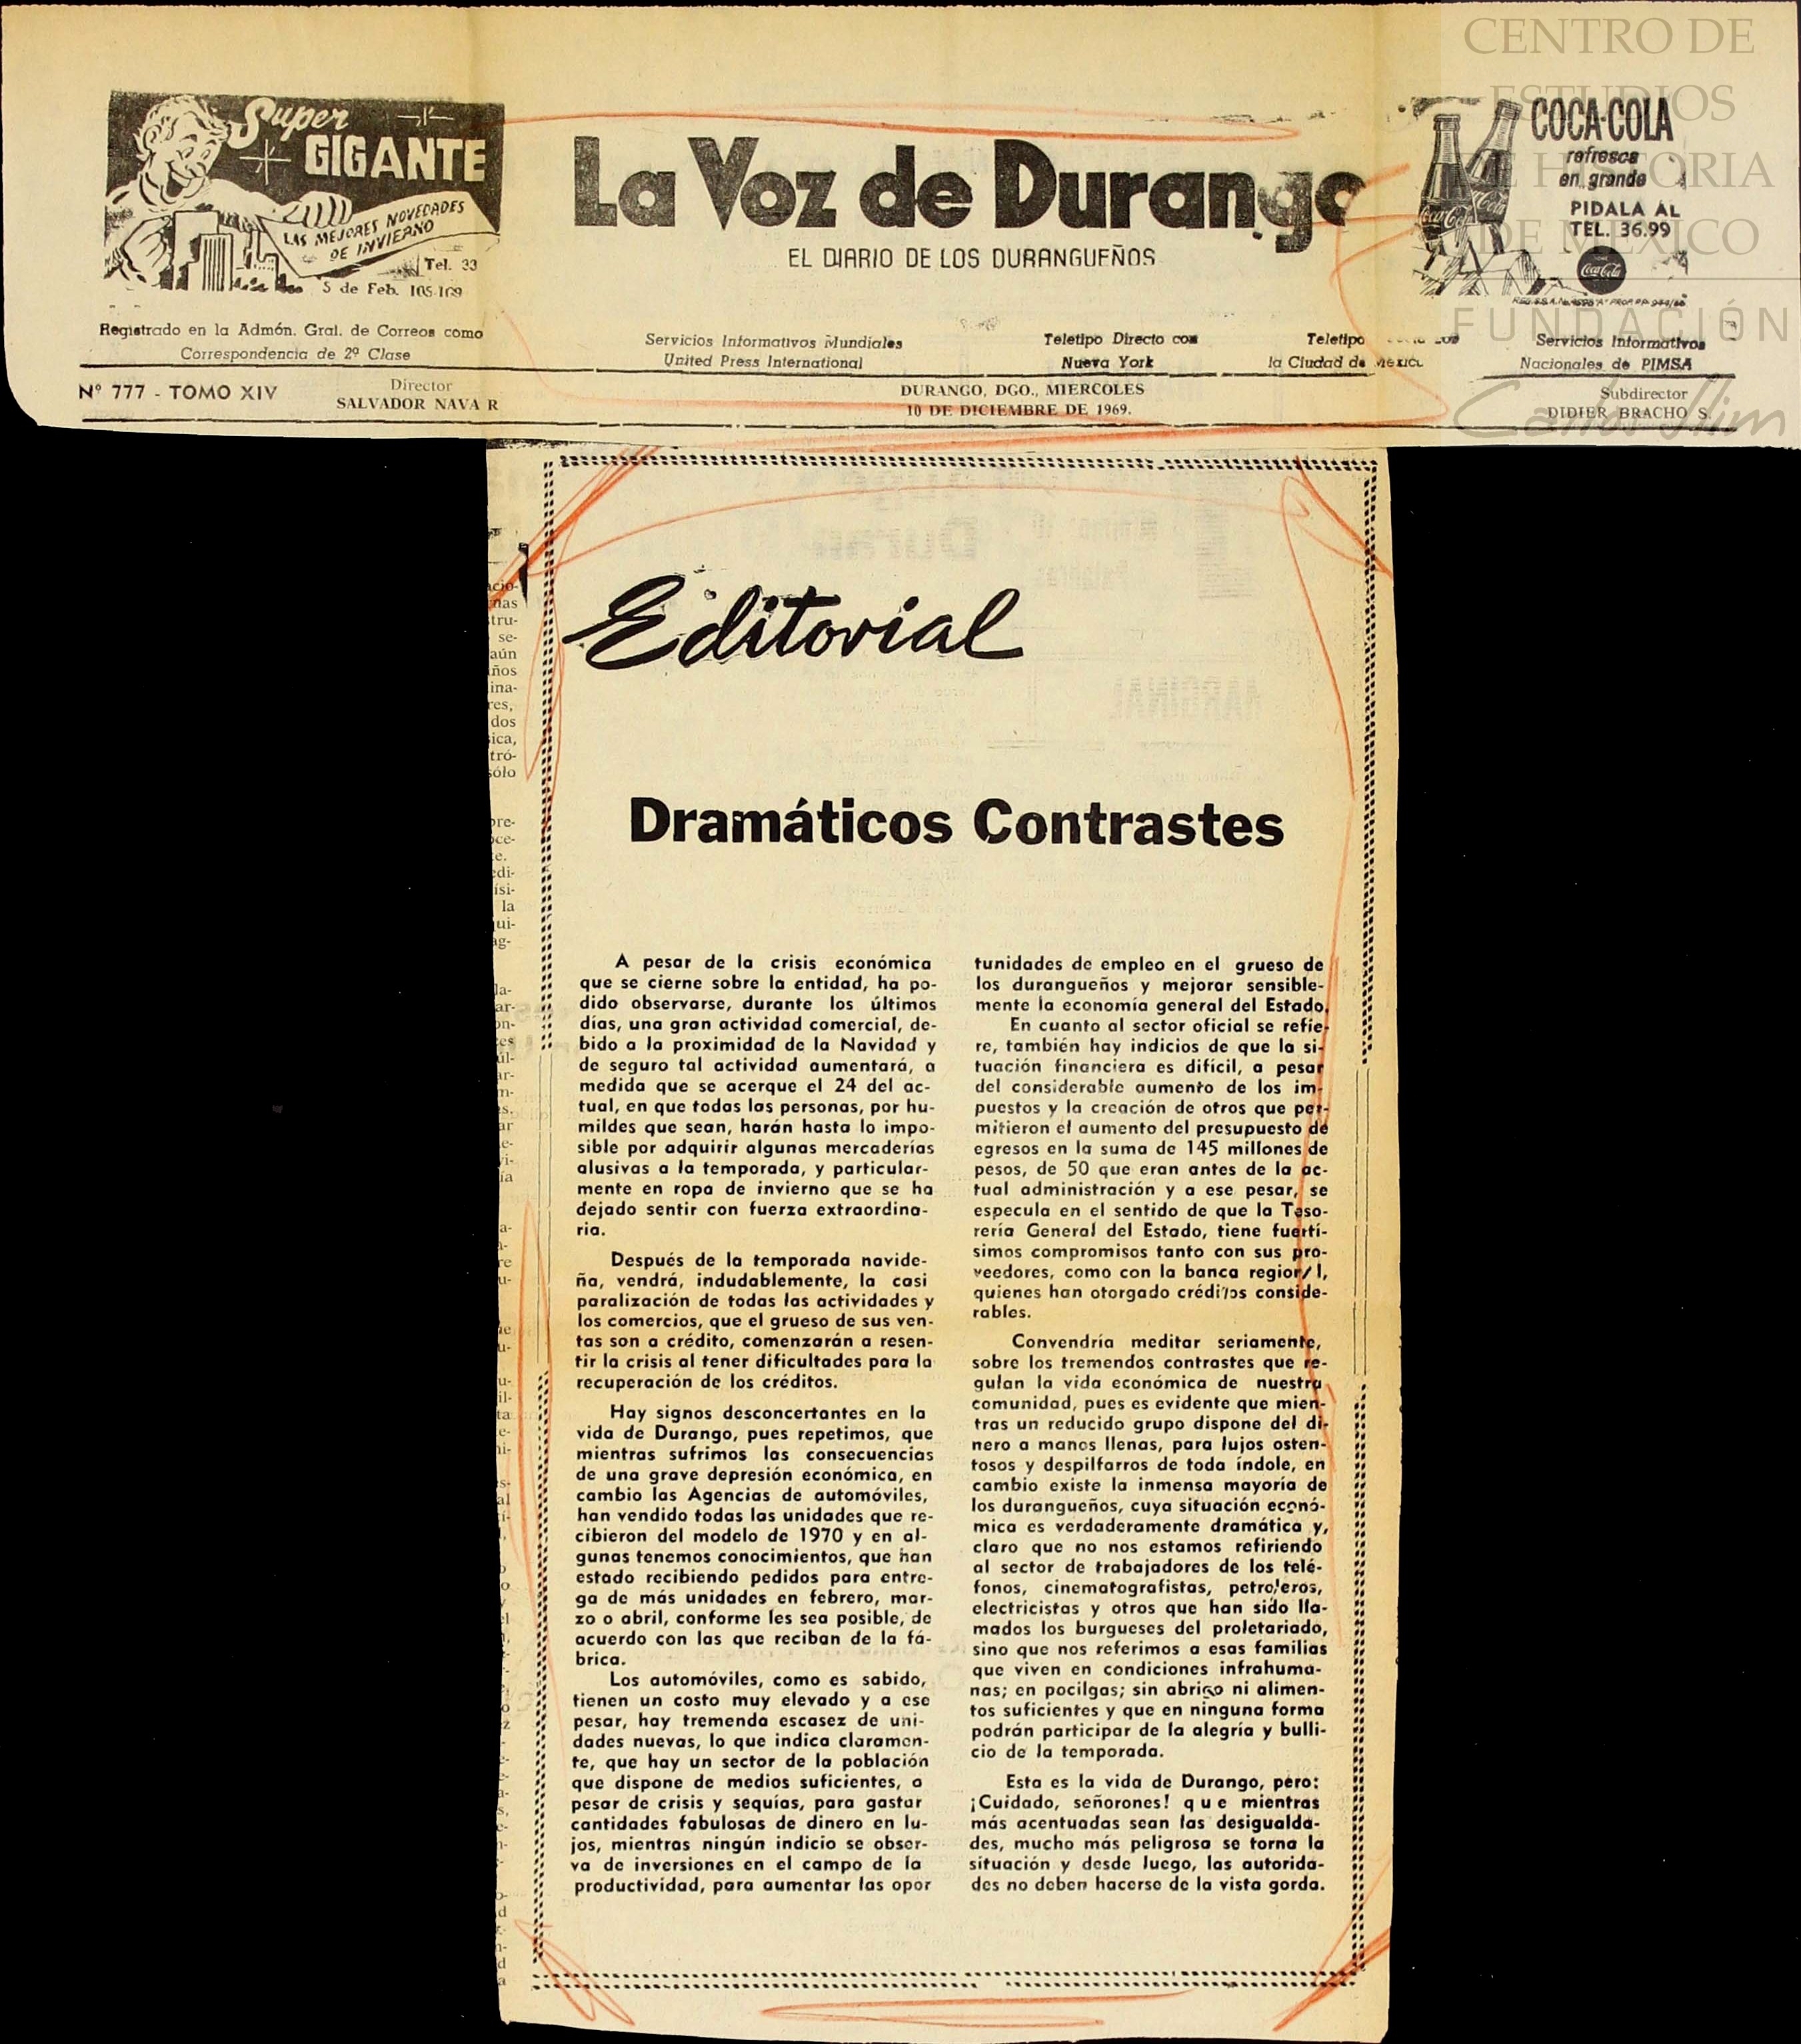 CENTRO DE
ESTUDIOS
DE HISTORIA
DE MÉXICO
FUNDACIÓN
Carlos Slim
Super
GIGANTE
LAS MEJORES NOVEDADES
DE INVIERNO
Tel. 33
5 de Feb. 105-109
La Voz de Durango
EL DIARIO DE LOS DURANGUEÑOS
COCA-COLA
refresca
en grande
PIDALA AL
TEL. 36.99
Coca-Cola
Registrado en la Admón. Gral. de Correos como
Correspondencia de 2ª Clase
Servicios Informativos Mundiales
United Press International
Teletipo Directo con
Nueva York
Teletipo
la Ciudad de
Servicios Informativos
Nacionales de PIMSA
Nº 777 - TOMO XIV
Director
SALVADOR NAVA R
DURANGO, DGO., MIERCOLES
10 DE DICIEMBRE DE 1969.
Subdirector
DIDIER BRACHO S.
Editorial
Dramáticos Contrastes
A pesar de la crisis económica
que se cierne sobre la entidad, ha po-
dido observarse, durante los últimos
días, una gran actividad comercial, de-
bido a la proximidad de la Navidad y
de seguro tal actividad aumentará, a
medida que se acerque el 24 del ac-
tual, en que todas las personas, por hu-
mildes que sean, harán hasta lo impo-
sible por adquirir algunas mercaderías
alusivas a la temporada, y particular-
mente en ropa de invierno que se ha
dejado sentir con fuerza extraordina-
ria.
Después de la temporada navide-
ña, vendrá, indudablemente, la casi
paralización de todas las actividades y
los comercios, que el grueso de sus ven-
tas son a crédito, comenzarán a resen-
tir la crisis al tener dificultades para la
recuperación de los créditos.
Hay signos desconcertantes en la
vida de Durango, pues repetimos, que
mientras sufrimos las consecuencias
de una grave depresión económica, en
cambio las Agencias de automóviles,
han vendido todas las unidades que re-
cibieron del modelo de 1970 y en al-
gunas tenemos conocimientos, que han
estado recibiendo pedidos para entre-
ga de más unidades en febrero, mar-
zo o abril, conforme les sea posible, de
acuerdo con las que reciban de la fá-
brica.
Los automóviles, como es sabido,
tienen un costo muy elevado y a ese
pesar, hay tremenda escasez de uni-
dades nuevas, lo que indica claramen-
te, que hay un sector de la población
que dispone de medios suficientes, a
pesar de crisis y sequías, para gastar
cantidades fabulosas de dinero en lu-
jos, mientras ningún indicio se obser-
va de inversiones en el campo de la
productividad, para aumentar las opor
tunidades de empleo en el grueso de
los durangueños y mejorar sensible-
mente la economía general del Estado.
En cuanto al sector oficial se refie-
re, también hay indicios de que la si-
tuación financiera es difícil, a pesar
del considerable aumento de los im-
puestos y la creación de otros que per-
mitieron el aumento del presupuesto de
egresos en la suma de 145 millones de
pesos, de 50 que eran antes de la ac-
tual administración y a ese pesar, se
especula en el sentido de que la Teso-
rería General del Estado, tiene fuertí-
simos compromisos tanto con sus pro-
veedores, como con la banca region/l,
quienes han otorgado créditos conside-
rables.
Convendría meditar seriamente,
sobre los tremendos contrastes que re-
gulan la vida económica de nuestra
comunidad, pues es evidente que mien-
tras un reducido grupo dispone del di-
nero a manos llenas, para lujos osten-
tosos y despilfarros de toda índole, en
cambio existe la inmensa mayoría de
los durangueños, cuya situación econó-
mica es verdaderamente dramática y,
claro que no nos estamos refiriendo
al sector de trabajadores de los telé-
fonos, cinematografistas, petroleros,
electricistas y otros que han sido lla-
mados los burgueses del proletariado,
sino que nos referimos a esas familias
que viven en condiciones infrahuma-
nas; en pocilgas; sin abrigo ni alimen-
tos suficientes y que en ninguna forma
podrán participar de la alegría y bulli-
cio de la temporada.
Esta es la vida de Durango, pero:
¡Cuidado, señorones! que mientras
más acentuadas sean las desigualda-
des, mucho más peligrosa se torna la
situación y desde luego, las autorida-
des no deben hacerse de la vista gorda.